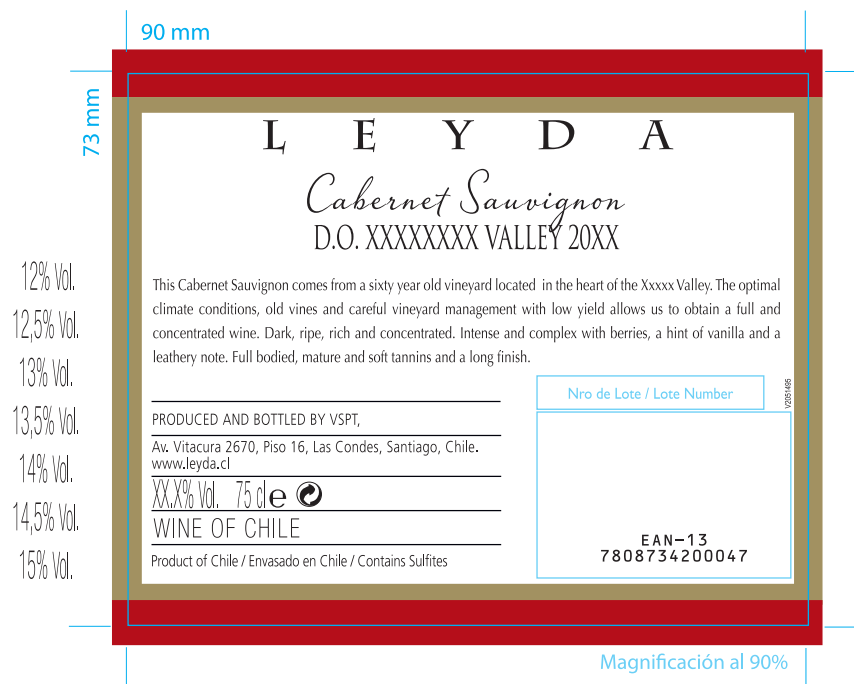 90 mm
73 mm
L E Y D A
Cabernet Sauvignon
D.O. XXXXXXXX VALLEY 20XX
12% Vol.
12,5% Vol.
13% Vol.
13,5% Vol.
14% Vol.
14,5% Vol.
15% Vol.
This Cabernet Sauvignon comes from a sixty year old vineyard located in the heart of the Xxxxx Valley. The optimal
climate conditions, old vines and careful vineyard management with low yield allows us to obtain a full and
concentrated wine. Dark, ripe, rich and concentrated. Intense and complex with berries, a hint of vanilla and a
leathery note. Full bodied, mature and soft tannins and a long finish.
Nro de Lote / Lote Number
V2051495
PRODUCED AND BOTTLED BY VSPT,
Av. Vitacura 2670, Piso 16, Las Condes, Santiago, Chile.
www.leyda.cl
XX.X% Vol. 75 cl e
WINE OF CHILE
Product of Chile / Envasado en Chile / Contains Sulfites
EAN-13
7808734200047
Magnificación al 90%